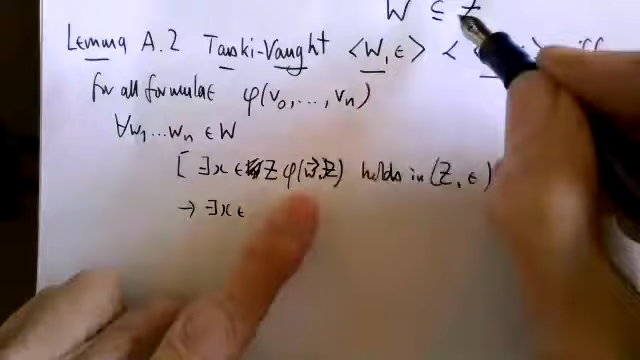 W ⊆ Z
Lemma A.2 Tarski-Vaught <W, ∈> <
for all formulae φ(v₀, ..., vₙ)
∀w₁ ... wₙ ∈ W
[ ∃x ∈ Z φ(w⃗, x) holds in (Z, ∈)
→ ∃x ∈